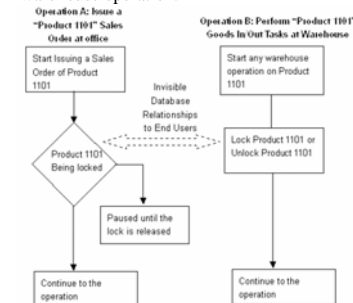 Operation A: Issue a
"Product 1101" Sales
Order at office
Operation B: Perform "Product 1101"
Goods In/Out Tasks at Warehouse
Start Issuing a Sales
Order of Product
1101
Start any warehouse
operation on Product
1101
Invisible
Database
Relationships
to End Users
Product 1101
Being locked
Lock Product 1101 or
Unlock Product 1101
Paused until the
lock is released
Continue to the
operation
Continue to the
operation